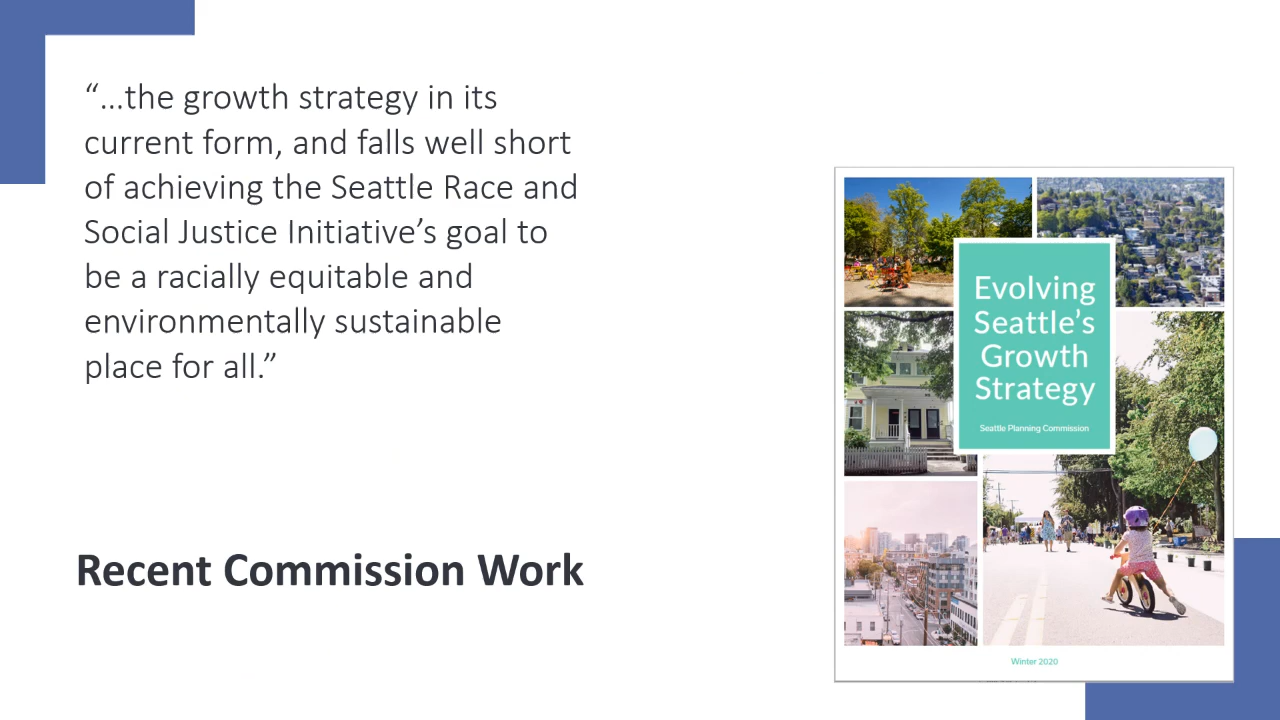 “...the growth strategy in its
current form, and falls well short
of achieving the Seattle Race and
Social Justice Initiative’s goal to
be a racially equitable and
environmentally sustainable
place for all.”
Recent Commission Work
Evolving
Seattle’s
Growth
Strategy
Seattle Planning Commission
Winter 2020